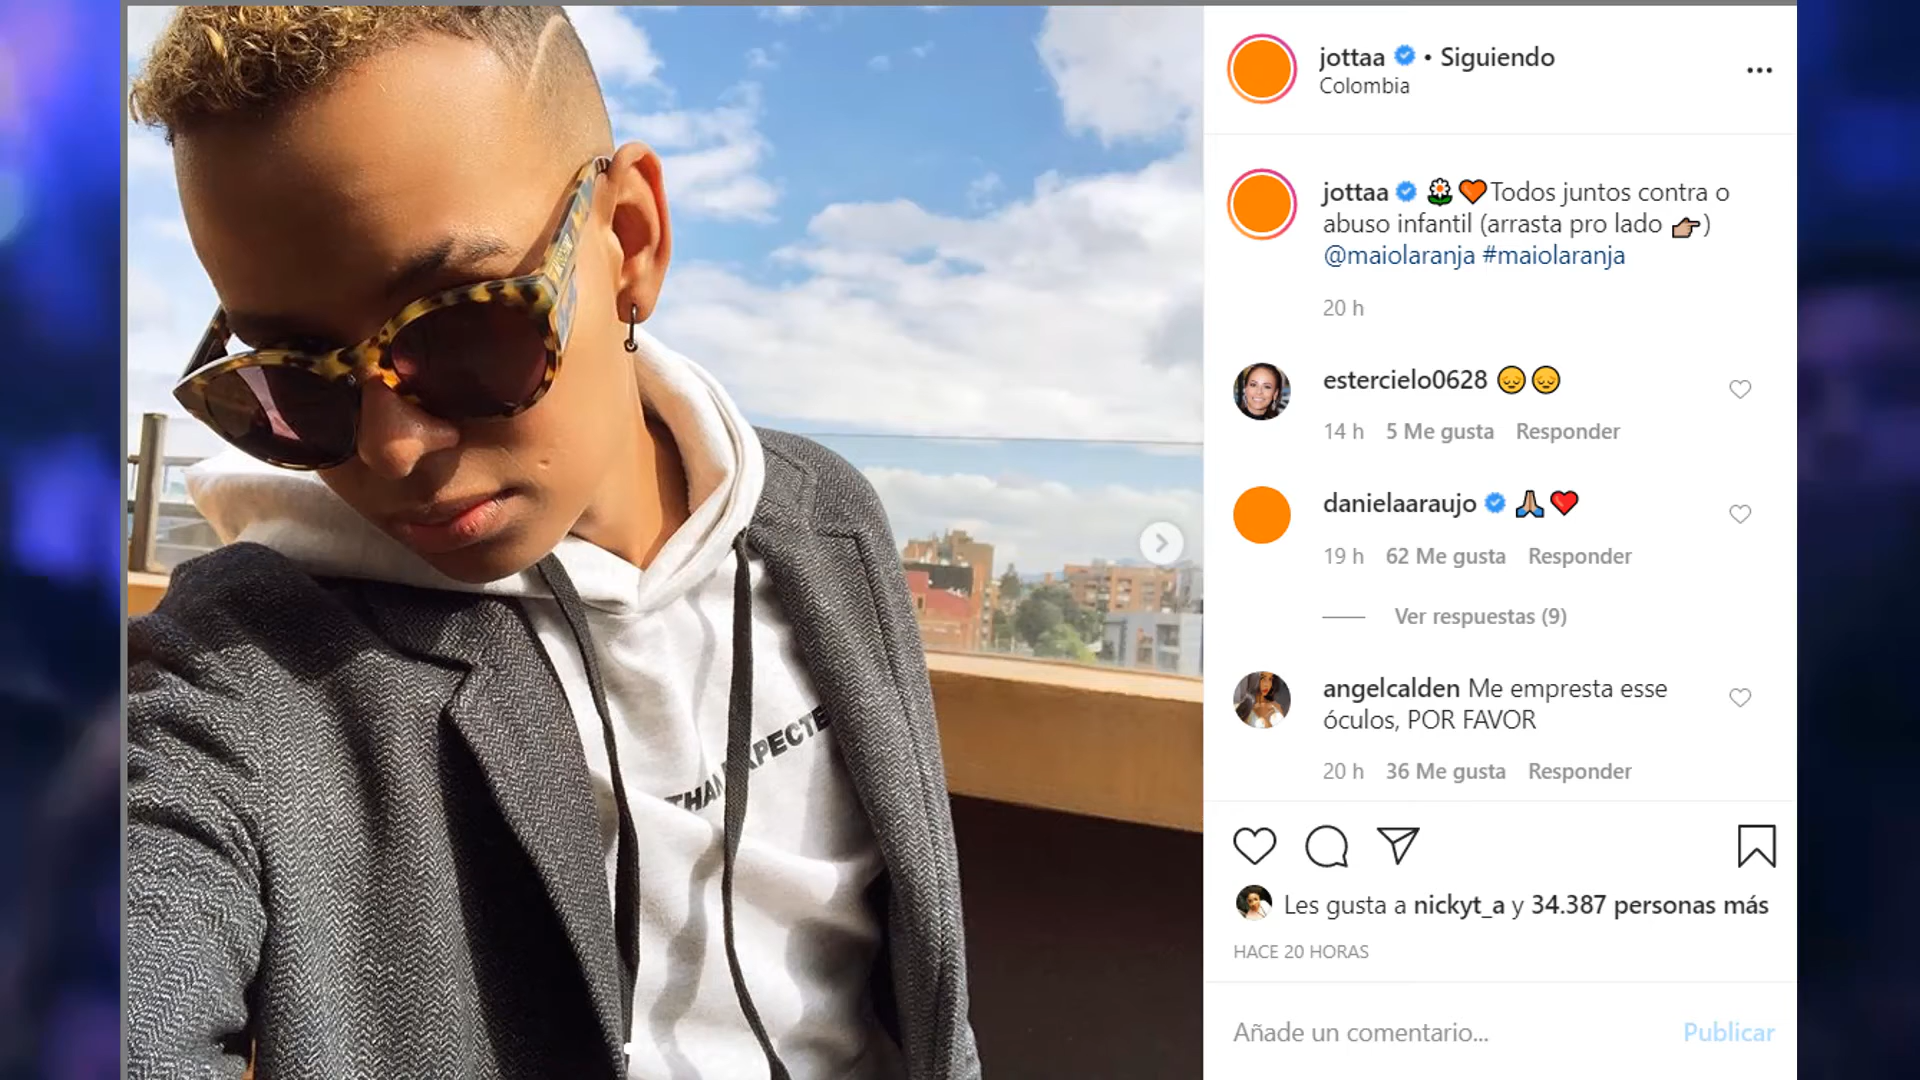 jottaa • Siguiendo
Colombia
jottaa 🌼🧡Todos juntos contra o
abuso infantil (arrasta pro lado 👉🏼)
@maiolaranja #maiolaranja
20 h
estercielo0628 😞😞
14 h 5 Me gusta Responder
danielaaraujo 🙏🏼❤️
19 h 62 Me gusta Responder
Ver respuestas (9)
angelcalden Me empresta esse
óculos, POR FAVOR
20 h 36 Me gusta Responder
Les gusta a nickyt_a y 34.387 personas más
HACE 20 HORAS
Añade un comentario... Publicar
THAN